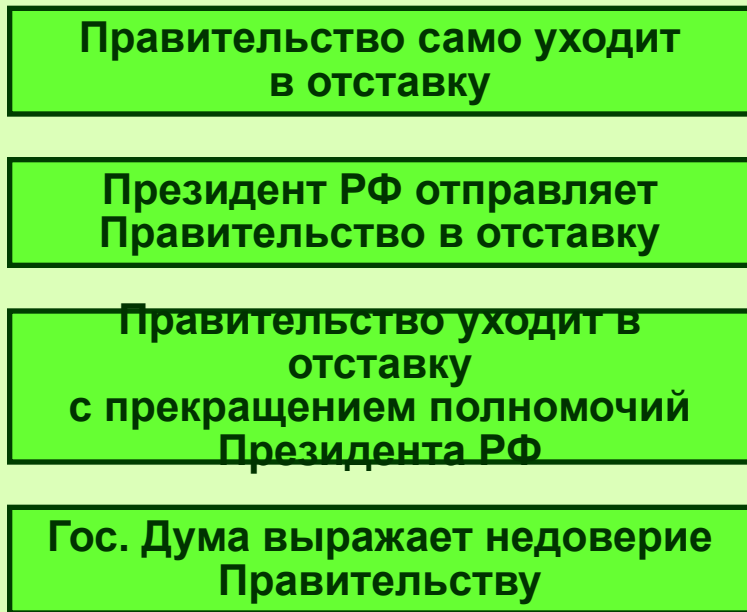 Правительство само уходит
в отставку
Президент РФ отправляет
Правительство в отставку
Правительство уходит в
отставку
с прекращением полномочий
Президента РФ
Гос. Дума выражает недоверие
Правительству